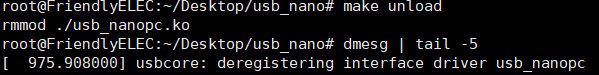 root@FriendlyELEC:~/Desktop/usb_nano# make unload
rmmod ./usb_nanopc.ko
root@FriendlyELEC:~/Desktop/usb_nano# dmesg | tail -5
[  975.908000] usbcore: deregistering interface driver usb_nanopc